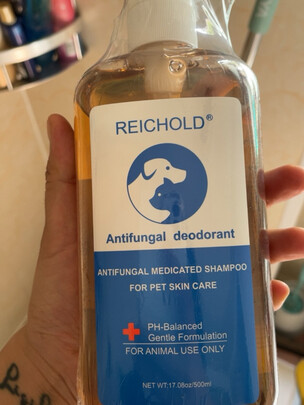 REICHOLD®
Antifungal deodorant
ANTIFUNGAL MEDICATED SHAMPOO
FOR PET SKIN CARE
PH-Balanced
Gentle Formulation
FOR ANIMAL USE ONLY
NET WT:17.08oz/500ml